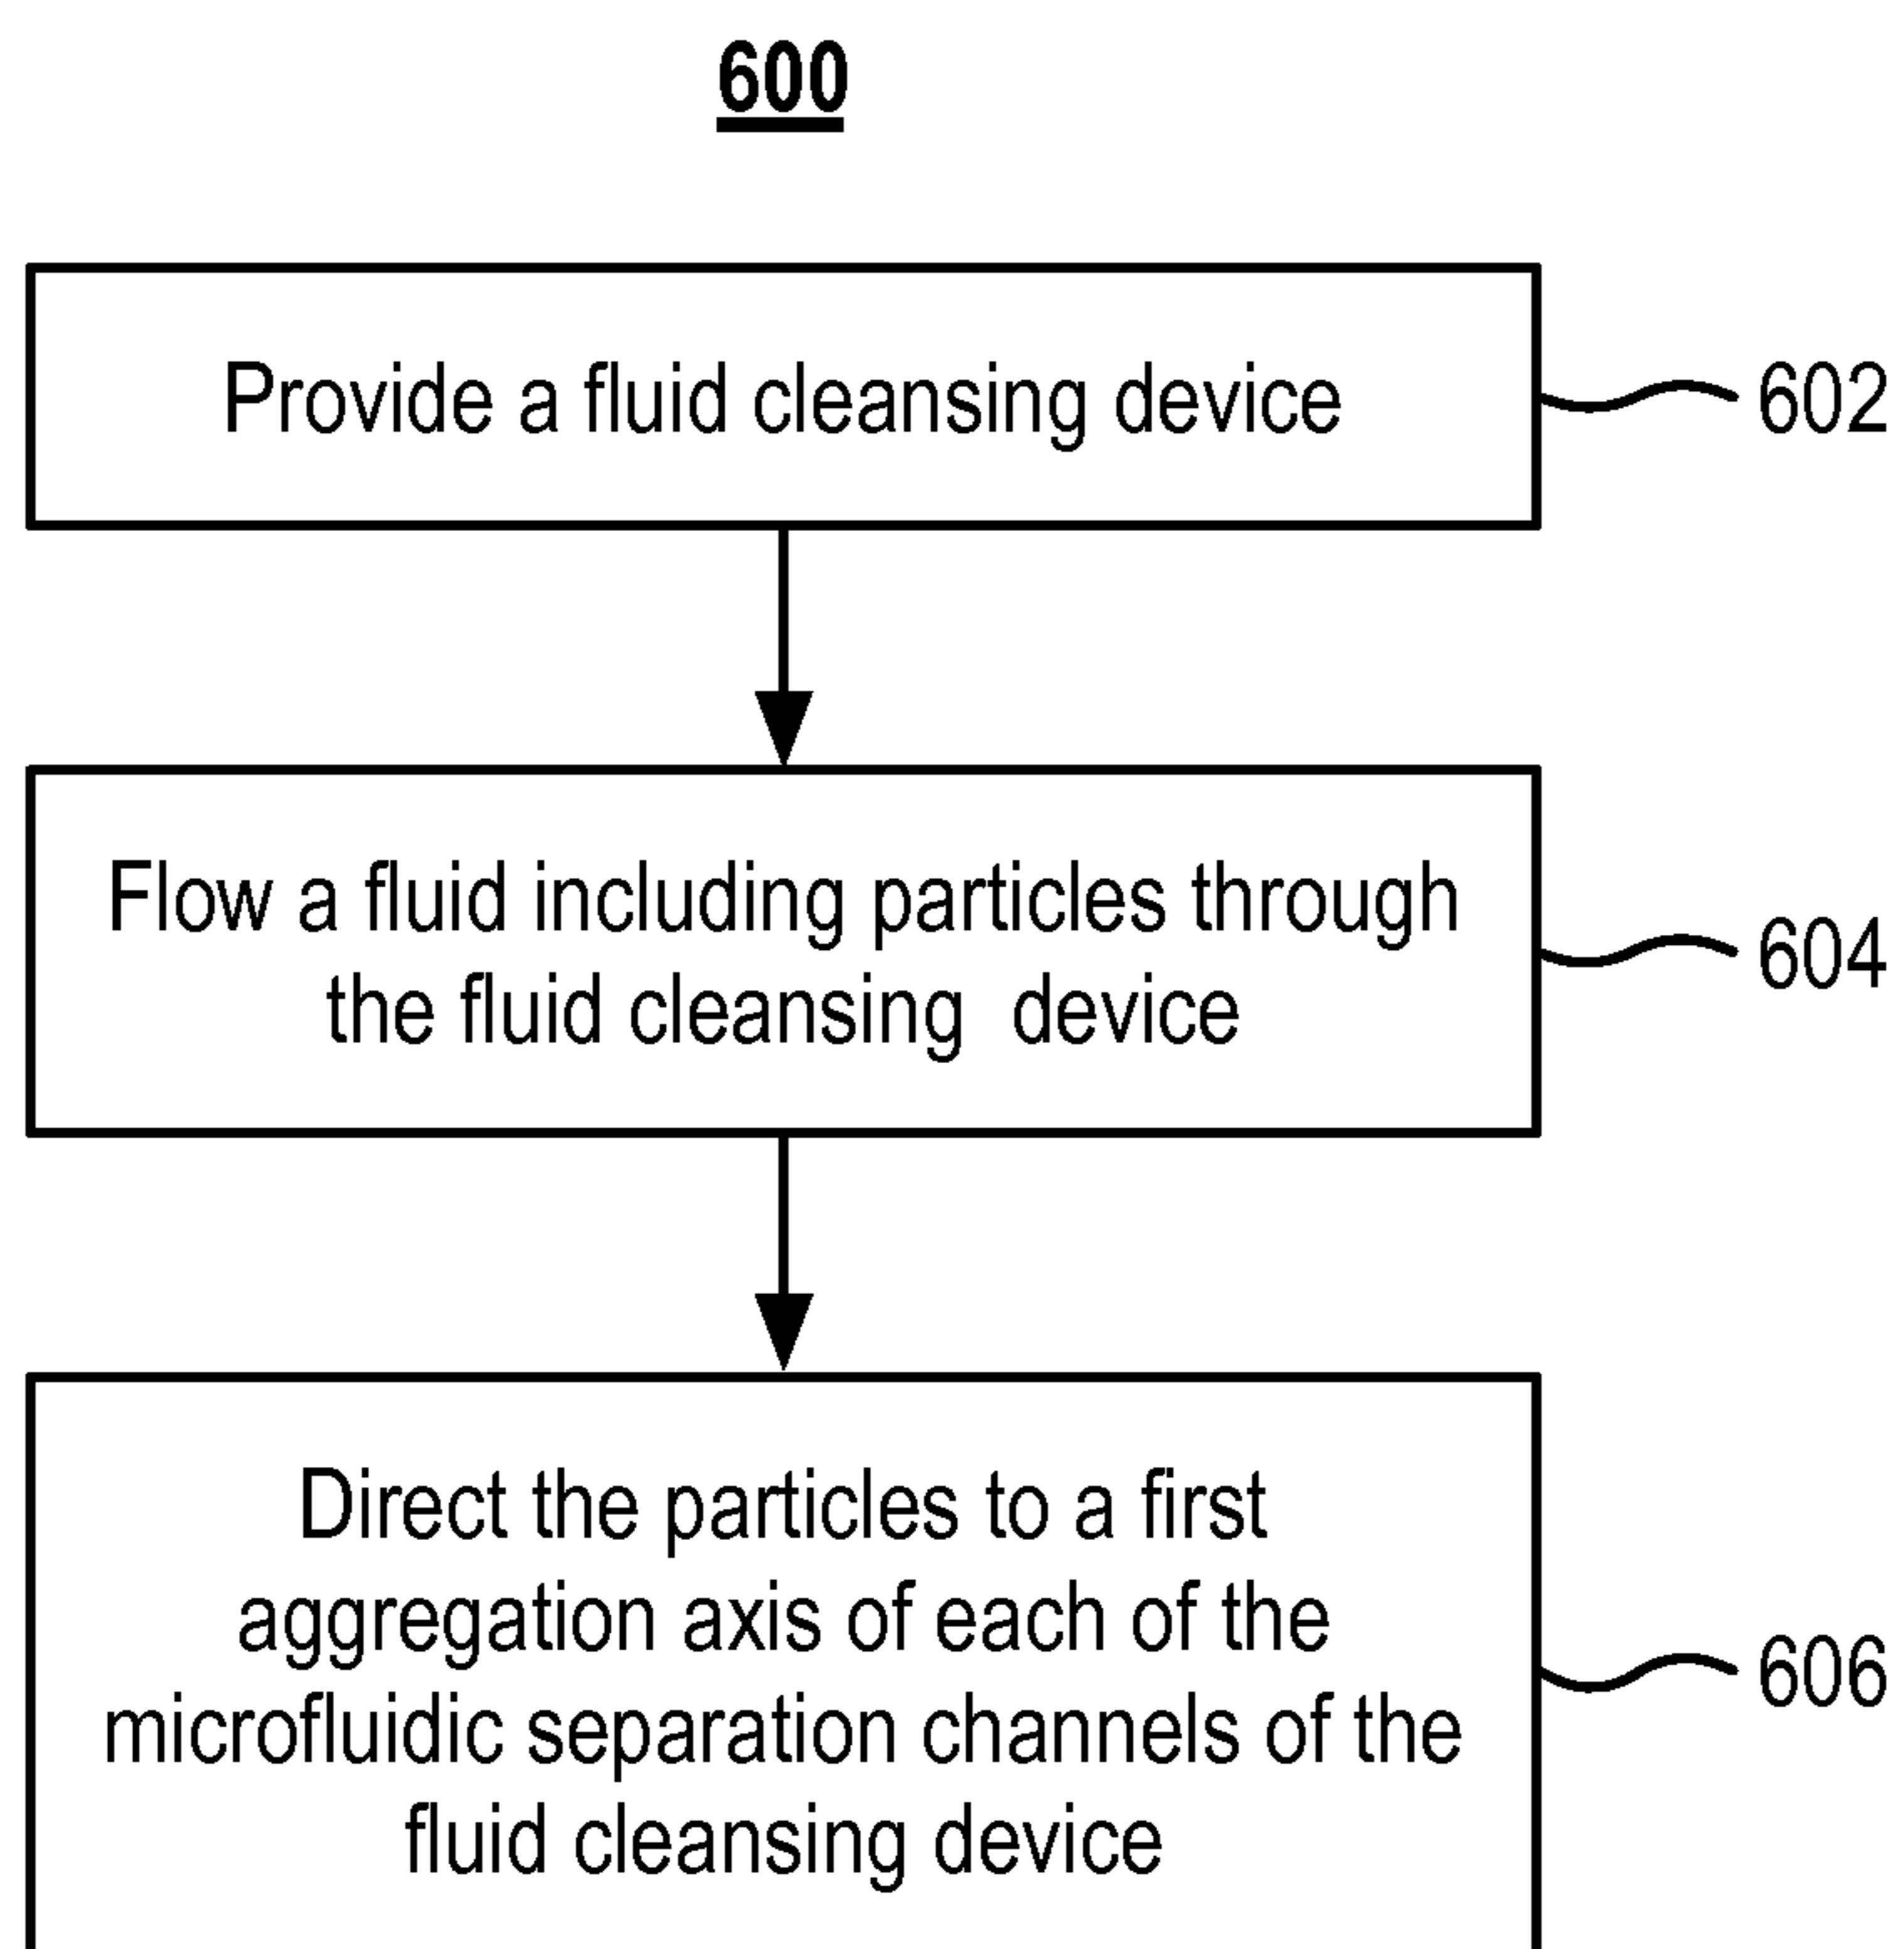 600
Provide a fluid cleansing device
602
Flow a fluid including particles through
the fluid cleansing device
604
Direct the particles to a first
aggregation axis of each of the
microfluidic separation channels of the
fluid cleansing device
606